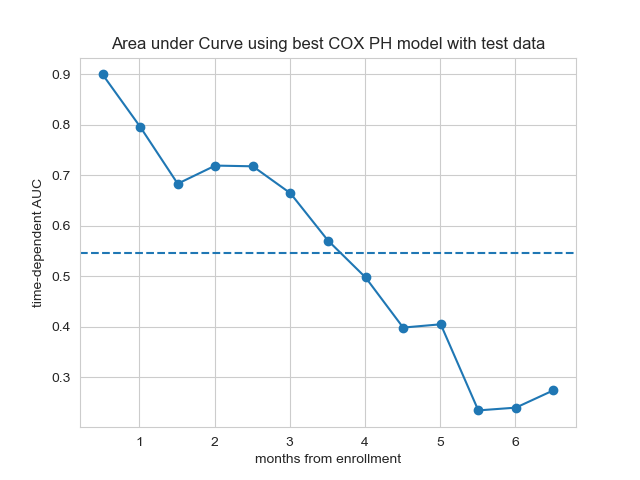 Area under Curve using best COX PH model with test data
time-dependent AUC
0.9
0.8
0.7
0.6
0.5
0.4
0.3
1 2 3 4 5 6
months from enrollment